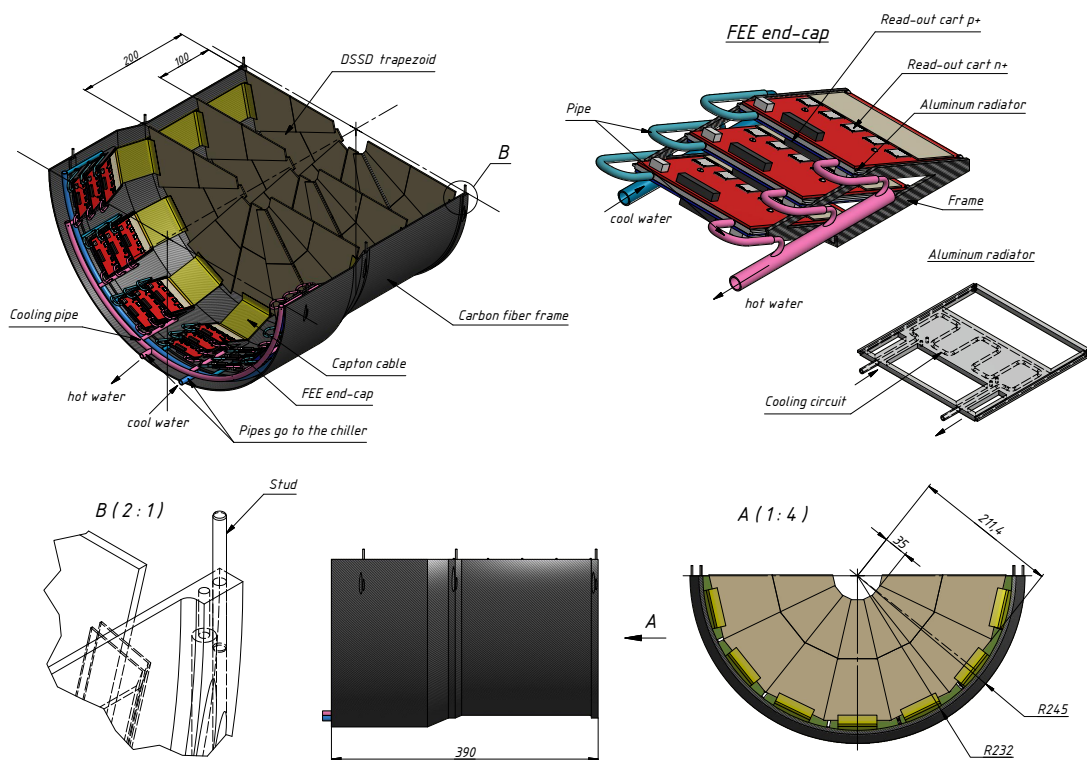 200
100
DSSD trapezoid
B
Cooling pipe
hot water
cool water
Carbon fiber frame
Capton cable
FEE end-cap
Pipes go to the chiller
FEE end-cap
Read-out cart p+
Read-out cart n+
Aluminum radiator
Pipe
cool water
Frame
hot water
Aluminum radiator
Cooling circuit
B ( 2 : 1 )
Stud
390
A
A ( 1 : 4 )
211,4
35
R245
R232